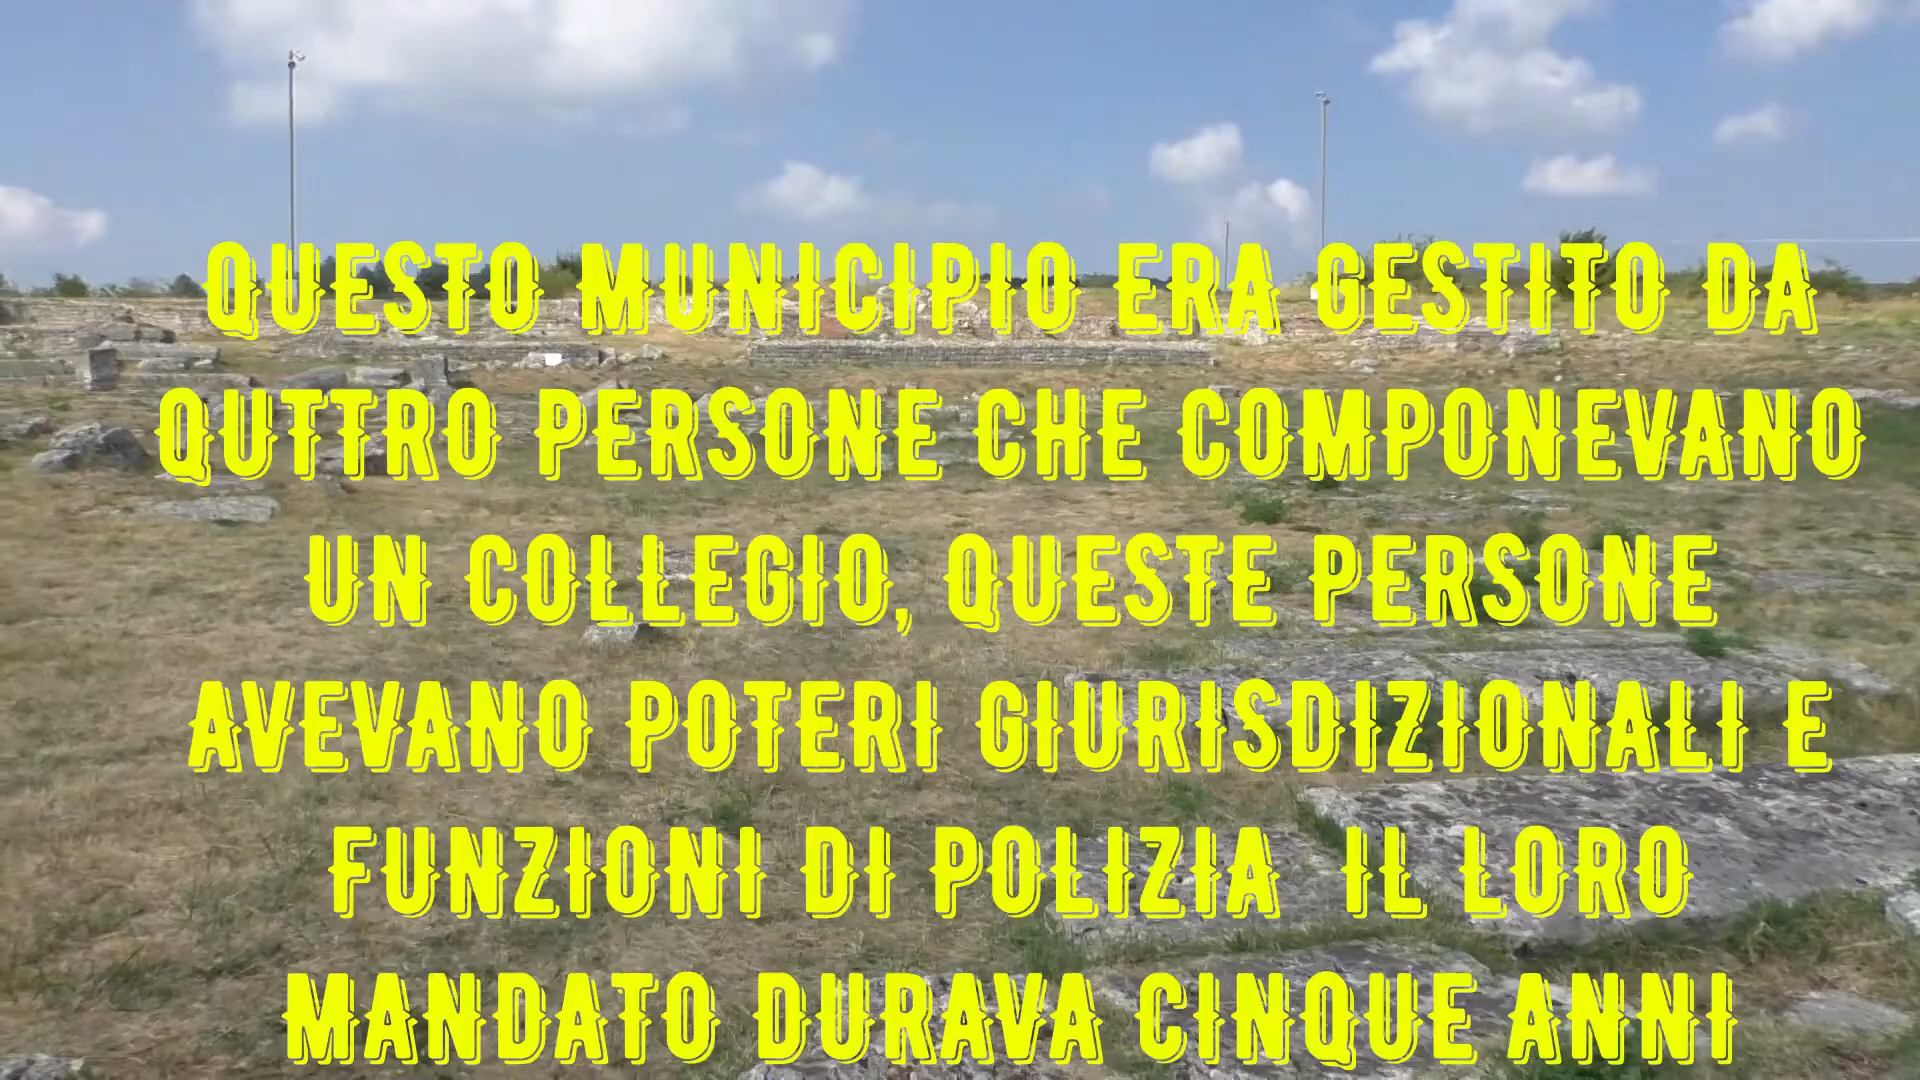 QUESTO MUNICIPIO ERA GESTITO DA
QUTTRO PERSONE CHE COMPONEVANO
UN COLLEGIO, QUESTE PERSONE
AVEVANO POTERI GIURISDIZIONALI E
FUNZIONI DI POLIZIA IL LORO
MANDATO DURAVA CINQUE ANNI